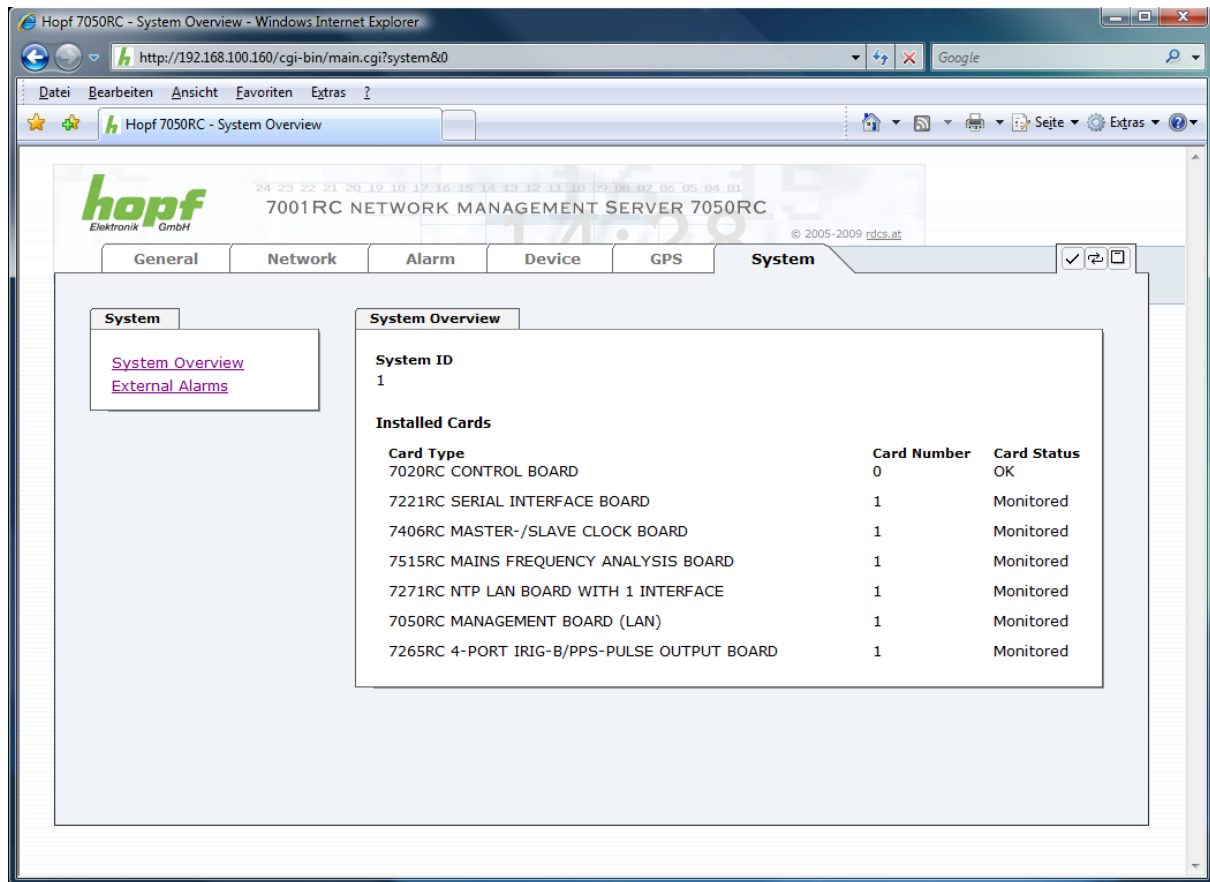 Hopf 7050RC - System Overview - Windows Internet Explorer
http://192.168.100.160/cgi-bin/main.cgi?system&0
Google
Datei Bearbeiten Ansicht Favoriten Extras ?
Hopf 7050RC - System Overview
Seite Extras
hopf
Elektronik GmbH
24 23 22 21 20 19 18 17 16 15 14 13 12 11 10 09 08 07 06 05 04 01
7001RC NETWORK MANAGEMENT SERVER 7050RC
14:28
© 2005-2009 rdcs.at
General Network Alarm Device GPS System
System
System Overview
External Alarms
System Overview
System ID
1
Installed Cards
Card Type Card Number Card Status
7020RC CONTROL BOARD 0 OK
7221RC SERIAL INTERFACE BOARD 1 Monitored
7406RC MASTER-/SLAVE CLOCK BOARD 1 Monitored
7515RC MAINS FREQUENCY ANALYSIS BOARD 1 Monitored
7271RC NTP LAN BOARD WITH 1 INTERFACE 1 Monitored
7050RC MANAGEMENT BOARD (LAN) 1 Monitored
7265RC 4-PORT IRIG-B/PPS-PULSE OUTPUT BOARD 1 Monitored